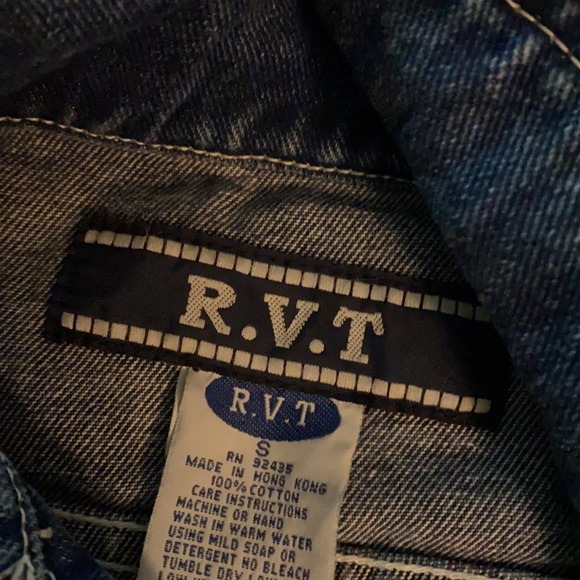 R.V.T
R.V.T
S
RN 92435
MADE IN HONG KONG
100% COTTON
CARE INSTRUCTIONS
MACHINE OR HAND
WASH IN WARM WATER
USING MILD SOAP OR
DETERGENT NO BLEACH
TUMBLE DRY